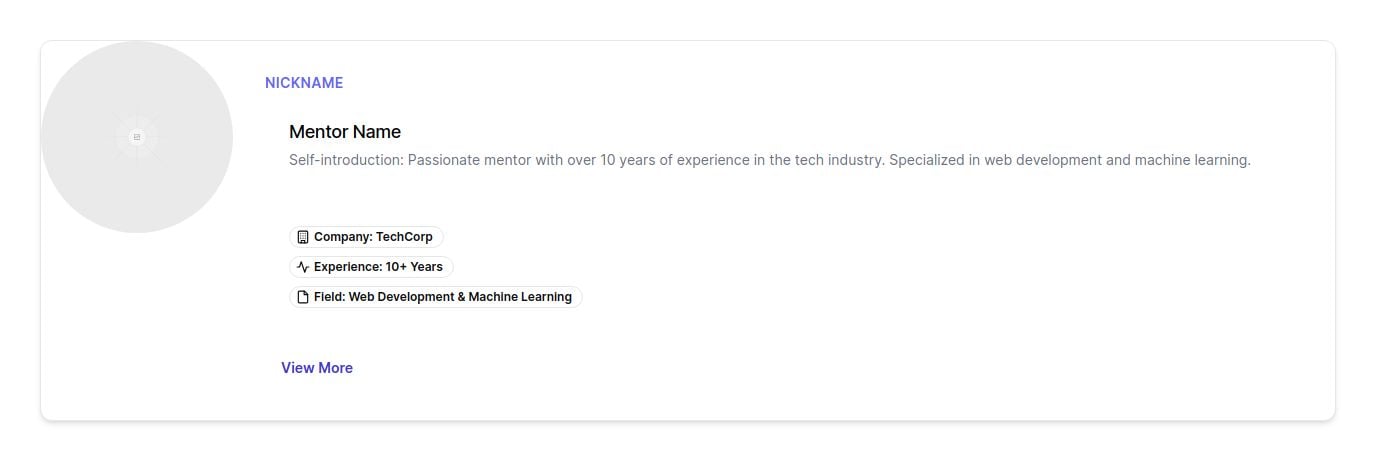 NICKNAME
Mentor Name
Self-introduction: Passionate mentor with over 10 years of experience in the tech industry. Specialized in web development and machine learning.
Company: TechCorp
Experience: 10+ Years
Field: Web Development & Machine Learning
View More